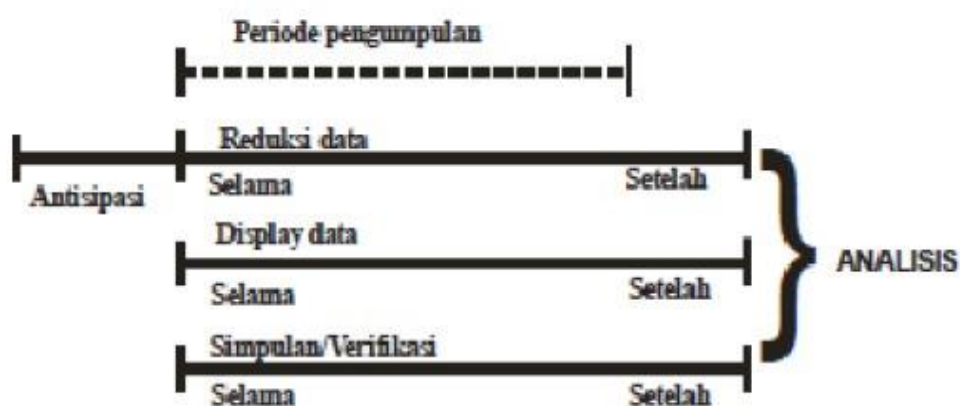 Periode pengumpulan
Reduksi data
Antisipasi
Selama
Setelah
Display data
Selama
Setelah
ANALISIS
Simpulan/Verifikasi
Selama
Setelah